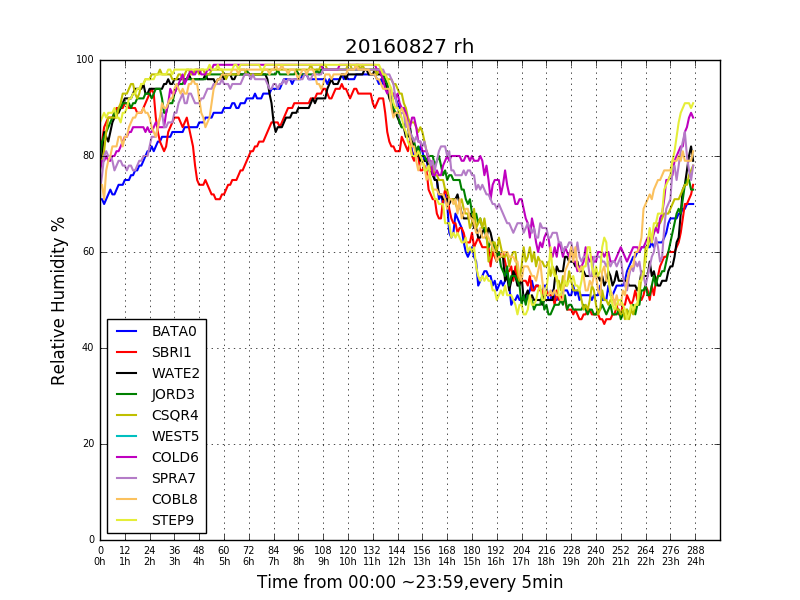 20160827 rh
Relative Humidity %
100
80
60
40
20
0
BATA0
SBRI1
WATE2
JORD3
CSQR4
WEST5
COLD6
SPRA7
COBL8
STEP9
0 12 24 36 48 60 72 84 96 108 120 132 144 156 168 180 192 204 216 228 240 252 264 276 288
0h 1h 2h 3h 4h 5h 6h 7h 8h 9h 10h 11h 12h 13h 14h 15h 16h 17h 18h 19h 20h 21h 22h 23h 24h
Time from 00:00 ~23:59,every 5min